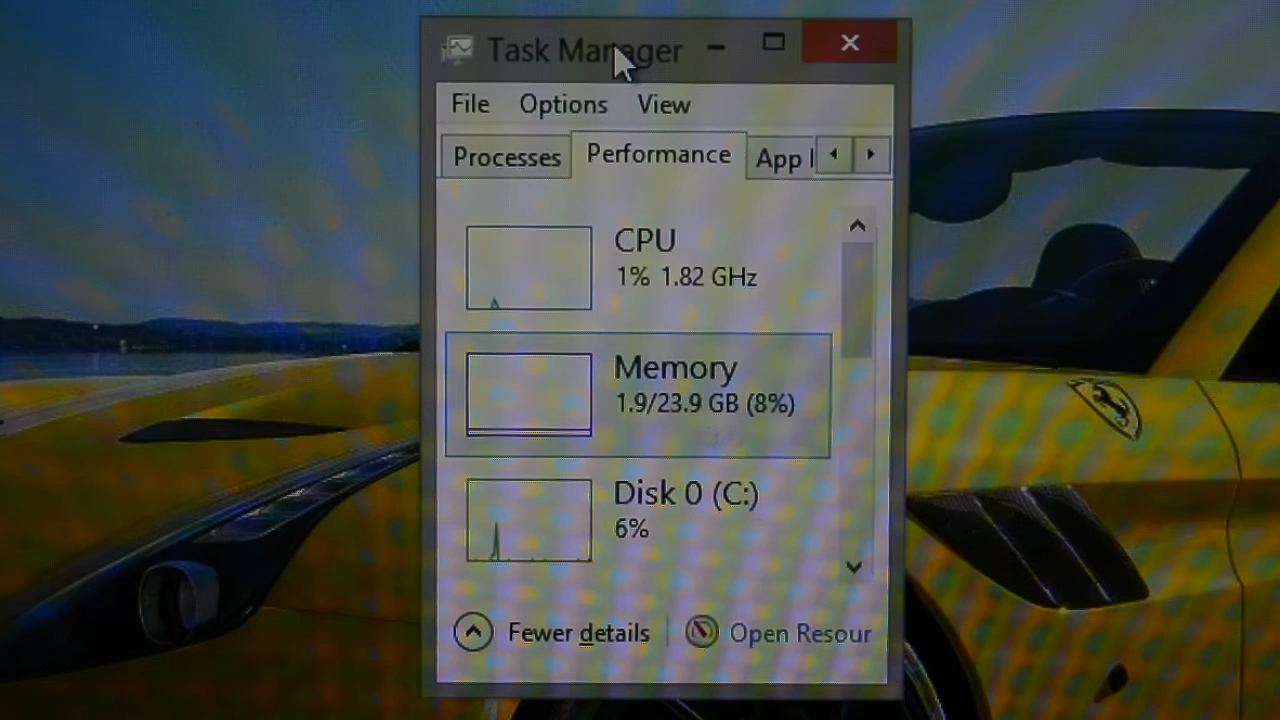 Task Manager
File Options View
Processes Performance App
CPU
1% 1.82 GHz
Memory
1.9/23.9 GB (8%)
Disk 0 (C:)
6%
Fewer details Open Resour